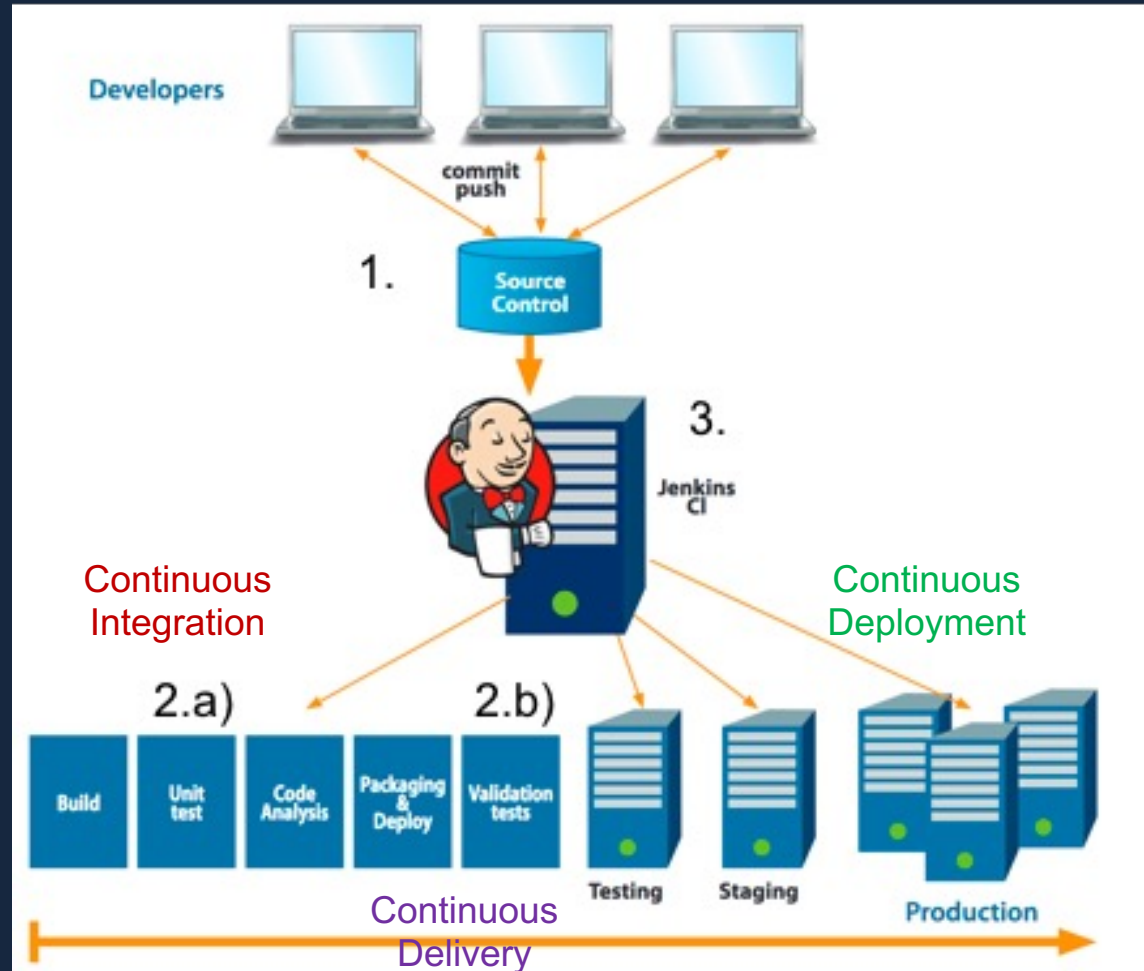 Developers
commit
push
1.
Source
Control
3.
Jenkins
CI
Continuous
Integration
Continuous
Deployment
2.a)
2.b)
Build
Unit
test
Code
Analysis
Packaging
&
Deploy
Validation
tests
Testing
Staging
Production
Continuous
Delivery